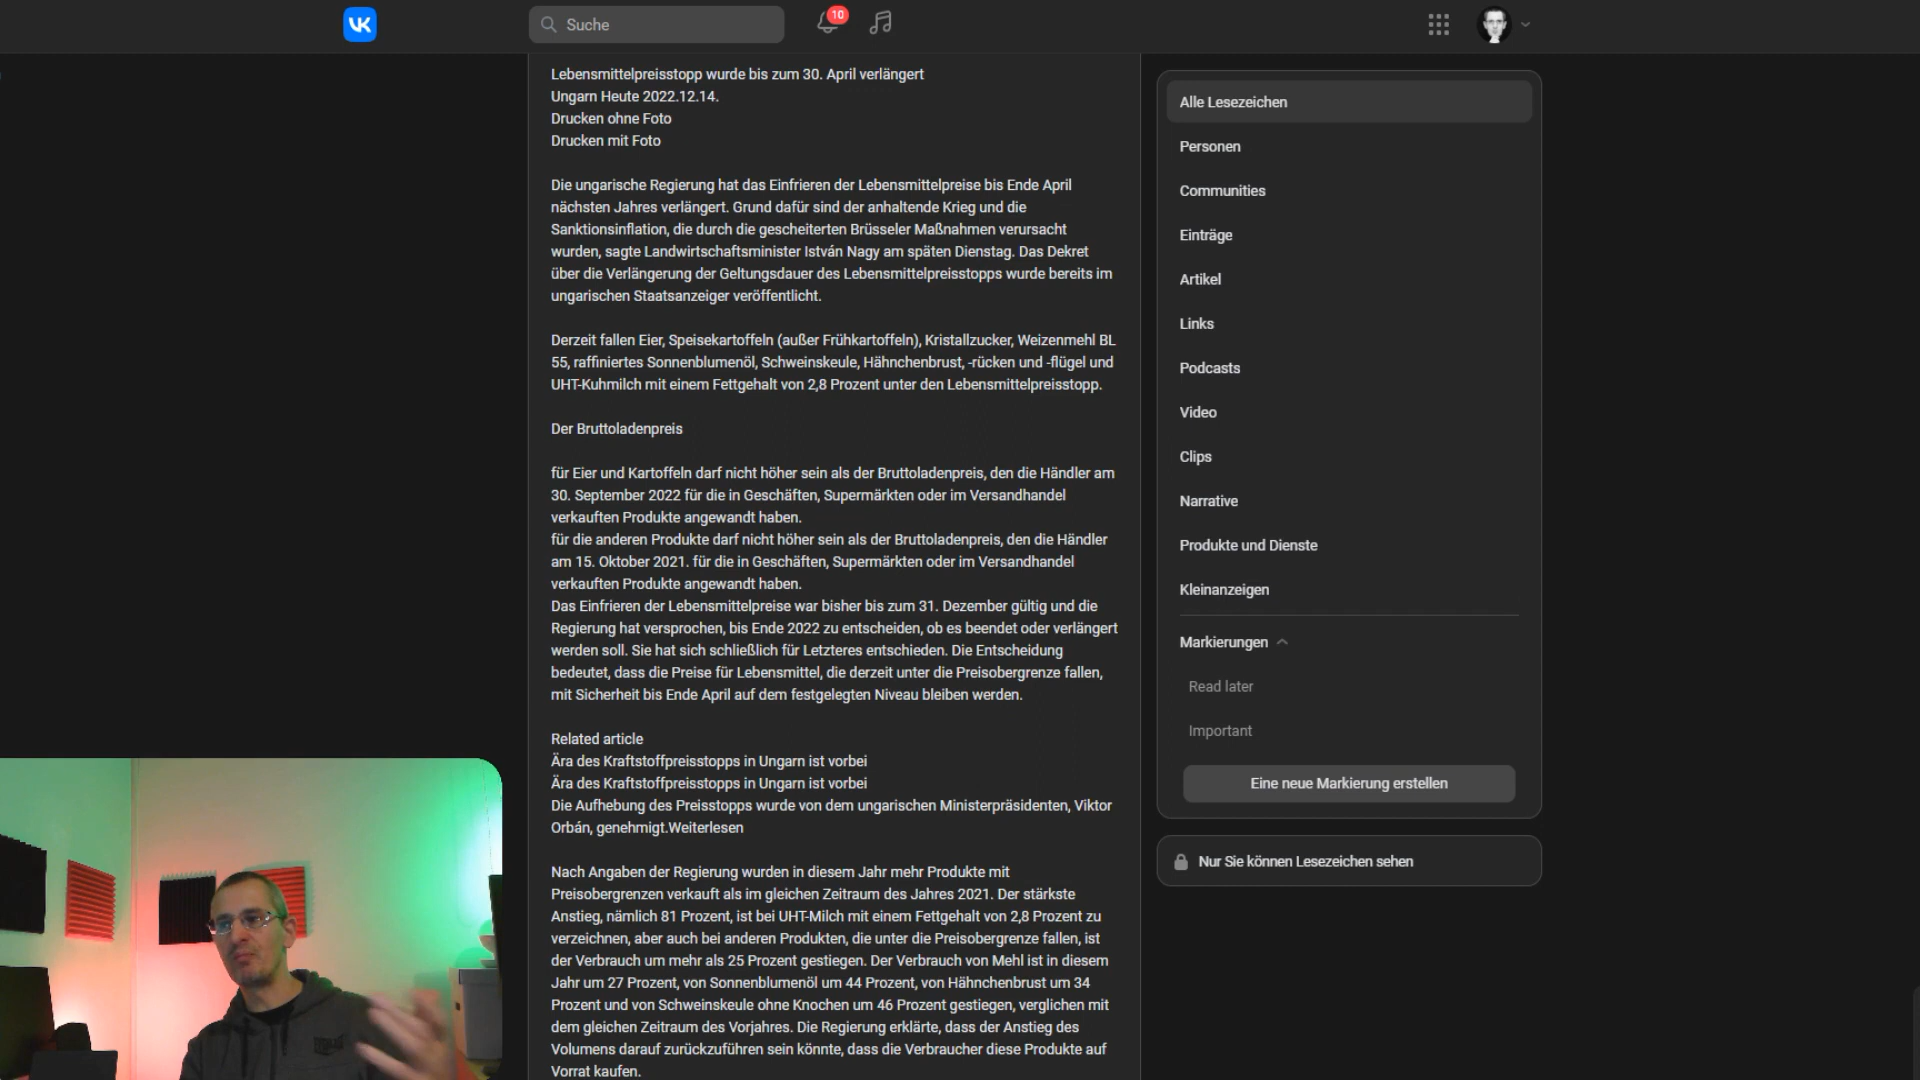 Suche
10
Lebensmittelpreisstopp wurde bis zum 30. April verlängert
Ungarn Heute 2022.12.14.
Drucken ohne Foto
Drucken mit Foto
Die ungarische Regierung hat das Einfrieren der Lebensmittelpreise bis Ende April
nächsten Jahres verlängert. Grund dafür sind der anhaltende Krieg und die
Sanktionsinflation, die durch die gescheiterten Brüsseler Maßnahmen verursacht
wurden, sagte Landwirtschaftsminister István Nagy am späten Dienstag. Das Dekret
über die Verlängerung der Geltungsdauer des Lebensmittelpreisstopps wurde bereits im
ungarischen Staatsanzeiger veröffentlicht.
Derzeit fallen Eier, Speisekartoffeln (außer Frühkartoffeln), Kristallzucker, Weizenmehl BL
55, raffiniertes Sonnenblumenöl, Schweinskeule, Hähnchenbrust, -rücken und -flügel und
UHT-Kuhmilch mit einem Fettgehalt von 2,8 Prozent unter den Lebensmittelpreisstopp.
Der Bruttoladenpreis
für Eier und Kartoffeln darf nicht höher sein als der Bruttoladenpreis, den die Händler am
30. September 2022 für die in Geschäften, Supermärkten oder im Versandhandel
verkauften Produkte angewandt haben.
für die anderen Produkte darf nicht höher sein als der Bruttoladenpreis, den die Händler
am 15. Oktober 2021. für die in Geschäften, Supermärkten oder im Versandhandel
verkauften Produkte angewandt haben.
Das Einfrieren der Lebensmittelpreise war bisher bis zum 31. Dezember gültig und die
Regierung hat versprochen, bis Ende 2022 zu entscheiden, ob es beendet oder verlängert
werden soll. Sie hat sich schließlich für Letzteres entschieden. Die Entscheidung
bedeutet, dass die Preise für Lebensmittel, die derzeit unter die Preisobergrenze fallen,
mit Sicherheit bis Ende April auf dem festgelegten Niveau bleiben werden.
Related article
Ära des Kraftstoffpreisstopps in Ungarn ist vorbei
Ära des Kraftstoffpreisstopps in Ungarn ist vorbei
Die Aufhebung des Preisstopps wurde von dem ungarischen Ministerpräsidenten, Viktor
Orbán, genehmigt.Weiterlesen
Nach Angaben der Regierung wurden in diesem Jahr mehr Produkte mit
Preisobergrenzen verkauft als im gleichen Zeitraum des Jahres 2021. Der stärkste
Anstieg, nämlich 81 Prozent, ist bei UHT-Milch mit einem Fettgehalt von 2,8 Prozent zu
verzeichnen, aber auch bei anderen Produkten, die unter die Preisobergrenze fallen, ist
der Verbrauch um mehr als 25 Prozent gestiegen. Der Verbrauch von Mehl ist in diesem
Jahr um 27 Prozent, von Sonnenblumenöl um 44 Prozent, von Hähnchenbrust um 34
Prozent und von Schweinskeule ohne Knochen um 46 Prozent gestiegen, verglichen mit
dem gleichen Zeitraum des Vorjahres. Die Regierung erklärte, dass der Anstieg des
Volumens darauf zurückzuführen sein könnte, dass die Verbraucher diese Produkte auf
Vorrat kaufen.
Alle Lesezeichen
Personen
Communities
Einträge
Artikel
Links
Podcasts
Video
Clips
Narrative
Produkte und Dienste
Kleinanzeigen
Markierungen
Read later
Important
Eine neue Markierung erstellen
Nur Sie können Lesezeichen sehen